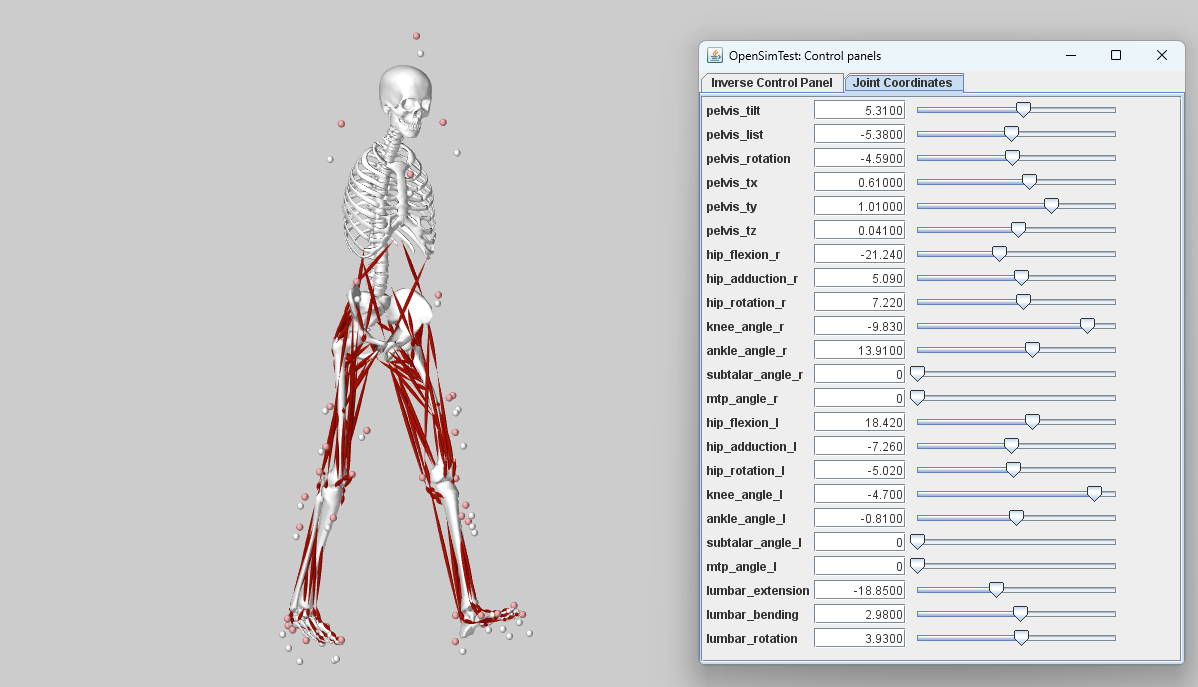 OpenSimTest: Control panels
Inverse Control Panel Joint Coordinates
pelvis_tilt 5.3100
pelvis_list -5.3800
pelvis_rotation -4.5900
pelvis_tx 0.61000
pelvis_ty 1.01000
pelvis_tz 0.04100
hip_flexion_r -21.240
hip_adduction_r 5.090
hip_rotation_r 7.220
knee_angle_r -9.830
ankle_angle_r 13.9100
subtalar_angle_r 0
mtp_angle_r 0
hip_flexion_l 18.420
hip_adduction_l -7.260
hip_rotation_l -5.020
knee_angle_l -4.700
ankle_angle_l -0.8100
subtalar_angle_l 0
mtp_angle_l 0
lumbar_extension -18.8500
lumbar_bending 2.9800
lumbar_rotation 3.9300